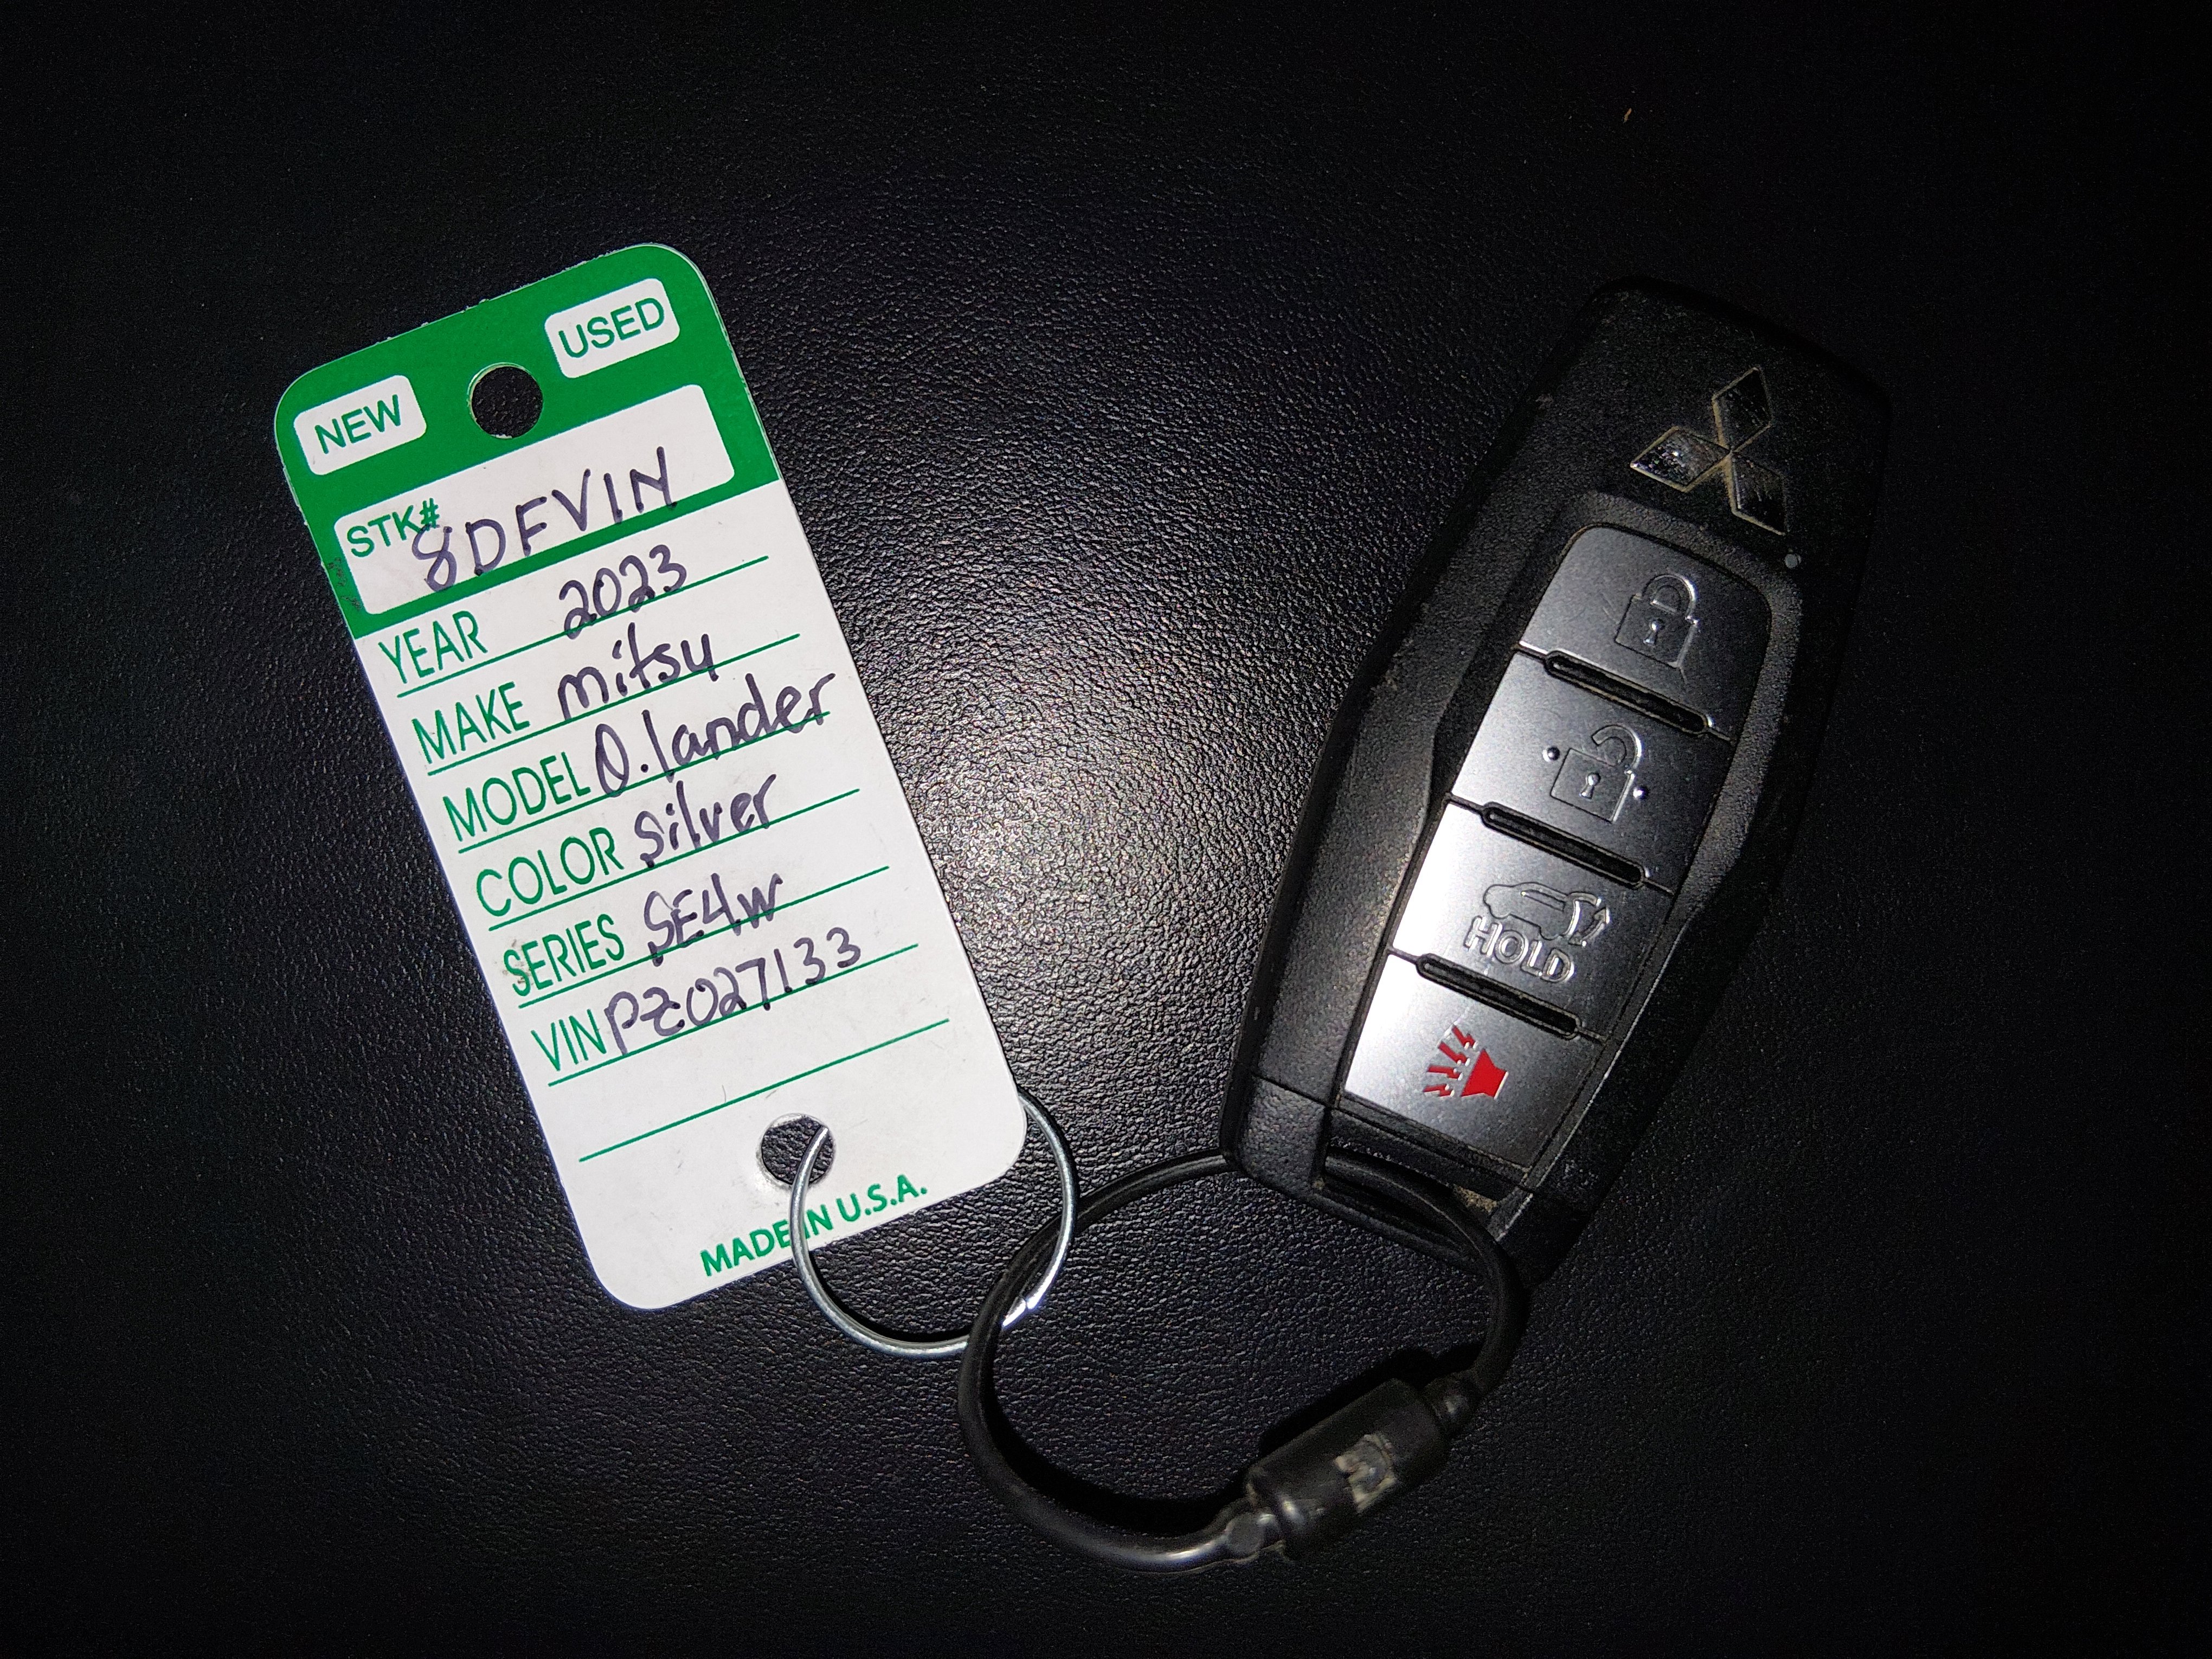 NEW
USED
STK# 8DFVIN
YEAR 2023
MAKE mitsu
MODEL O.lander
COLOR silver
SERIES SE4W
VIN PZ027133
MADE IN U.S.A.
HOLD